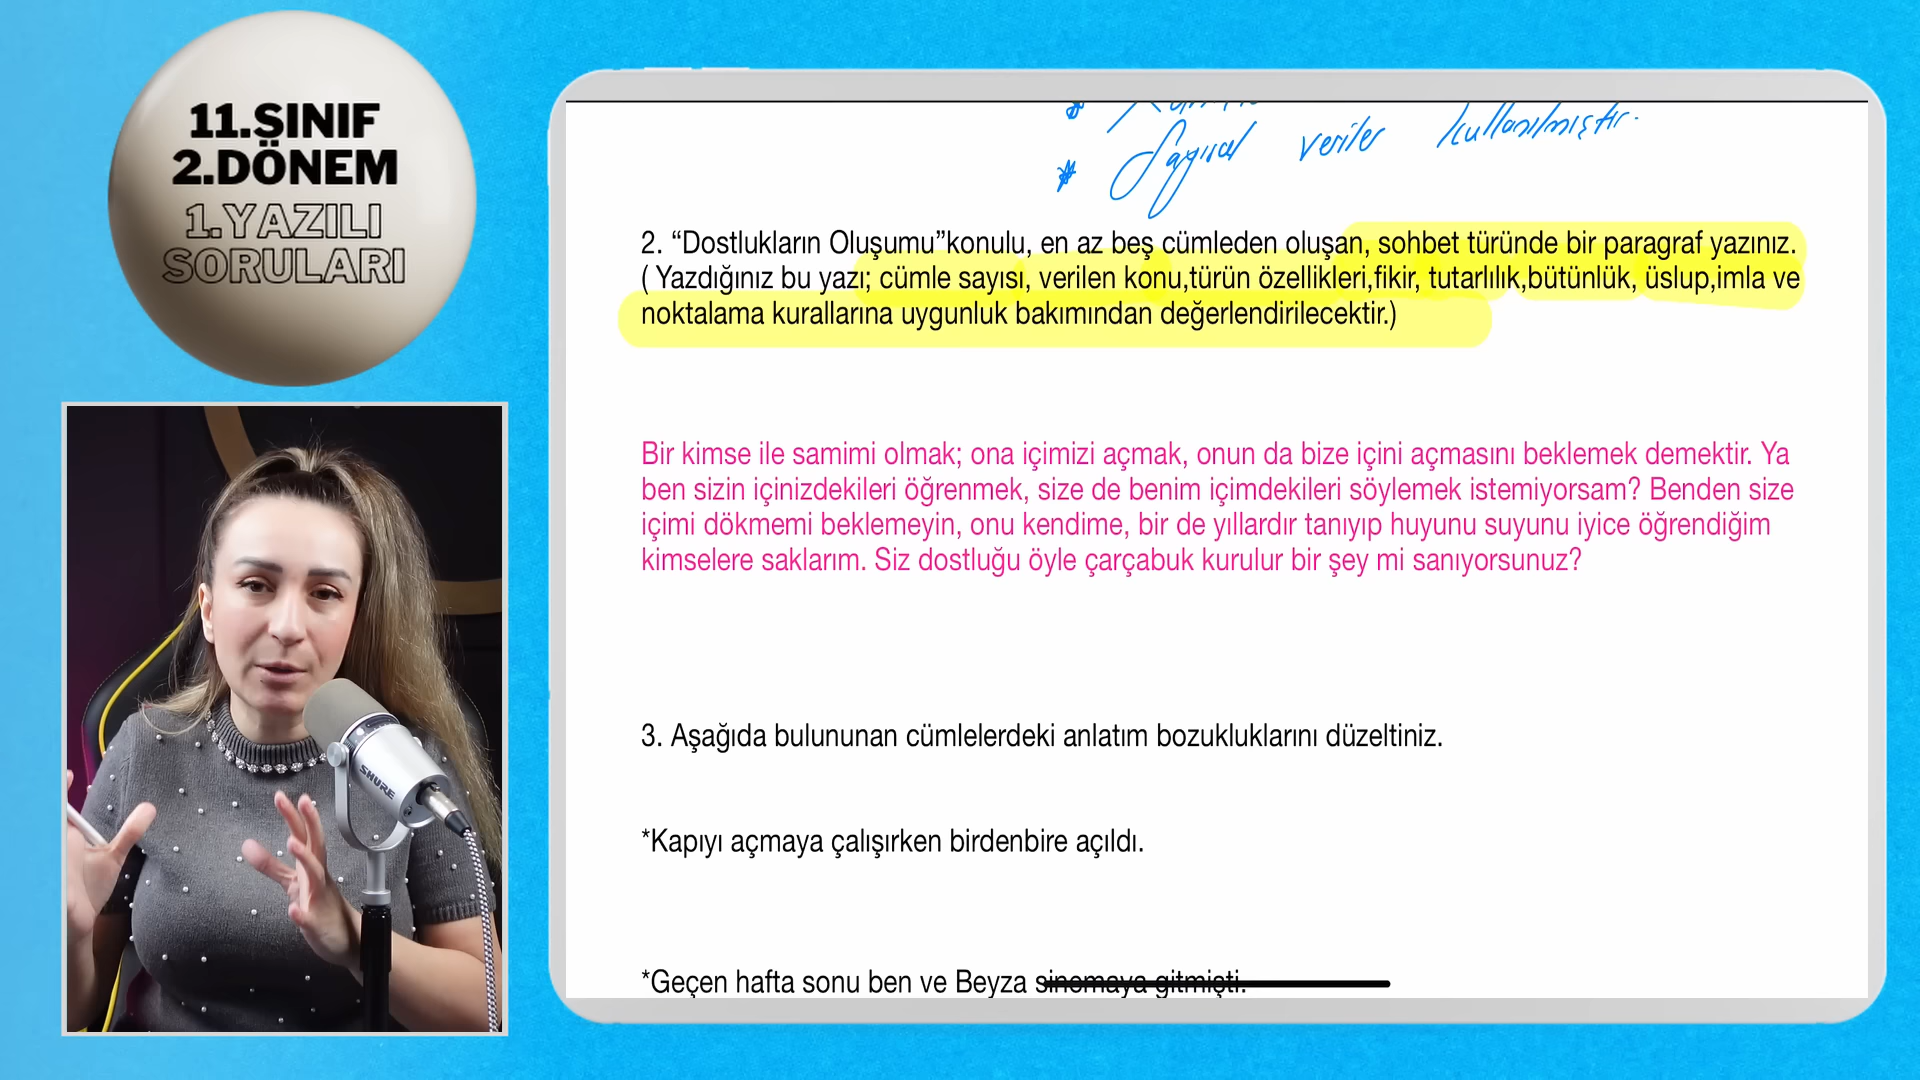 11.SINIF
2.DÖNEM
1.YAZILI
SORULARI
* Sayısal veriler kullanılmıştır.
2. “Dostlukların Oluşumu”konulu, en az beş cümleden oluşan, sohbet türünde bir paragraf yazınız.
( Yazdığınız bu yazı; cümle sayısı, verilen konu,türün özellikleri,fikir, tutarlılık,bütünlük, üslup,imla ve
noktalama kurallarına uygunluk bakımından değerlendirilecektir.)
Bir kimse ile samimi olmak; ona içimizi açmak, onun da bize içini açmasını beklemek demektir. Ya
ben sizin içinizdekileri öğrenmek, size de benim içimdekileri söylemek istemiyorsam? Benden size
içimi dökmemi beklemeyin, onu kendime, bir de yıllardır tanıyıp huyunu suyunu iyice öğrendiğim
kimselere saklarım. Siz dostluğu öyle çarçabuk kurulur bir şey mi sanıyorsunuz?
3. Aşağıda bulununan cümlelerdeki anlatım bozukluklarını düzeltiniz.
*Kapıyı açmaya çalışırken birdenbire açıldı.
*Geçen hafta sonu ben ve Beyza sinemaya gitmişti.
SHURE